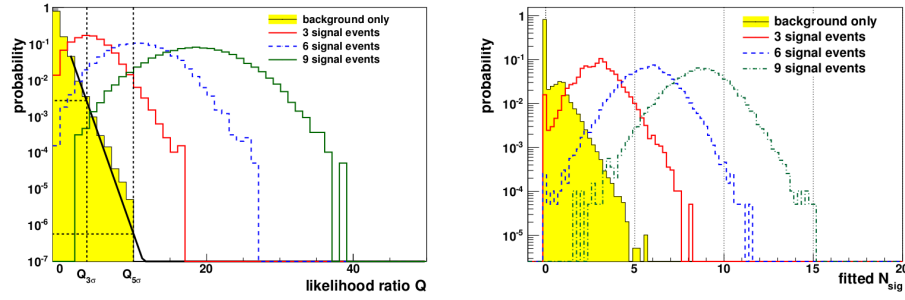 background only
3 signal events
6 signal events
9 signal events
probability
1
10-1
10-2
10-3
10-4
10-5
10-6
10-7
0
Q3σ
Q5σ
20
40
likelihood ratio Q
background only
3 signal events
6 signal events
9 signal events
probability
1
10-1
10-2
10-3
10-4
10-5
0
5
10
15
20
fitted Nsig